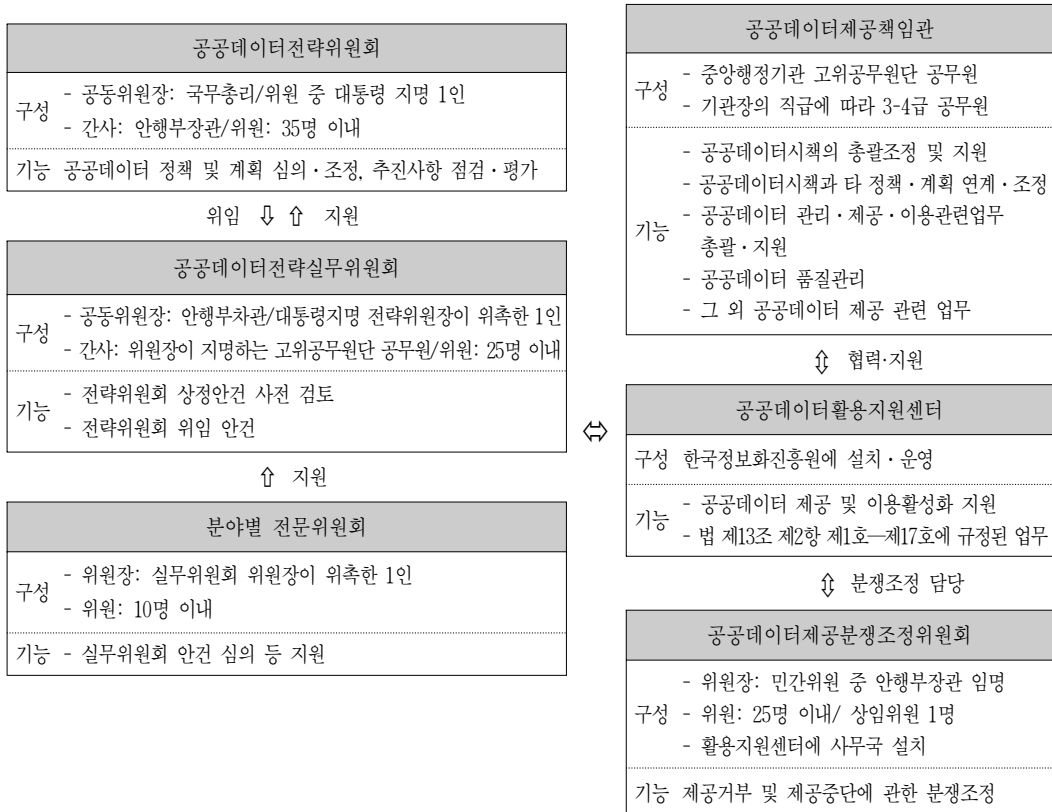 공공데이터전략위원회
구성
- 공동위원장: 국무총리/위원 중 대통령 지명 1인
- 간사: 안행부장관/위원: 35명 이내
기능 공공데이터 정책 및 계획 심의·조정, 추진사항 점검·평가
위임 ⇩ ⇧ 지원
공공데이터전략실무위원회
구성
- 공동위원장: 안행부차관/대통령지명 전략위원장이 위촉한 1인
- 간사: 위원장이 지명하는 고위공무원단 공무원/위원: 25명 이내
기능
- 전략위원회 상정안건 사전 검토
- 전략위원회 위임 안건
⇧ 지원
분야별 전문위원회
구성
- 위원장: 실무위원회 위원장이 위촉한 1인
- 위원: 10명 이내
기능 - 실무위원회 안건 심의 등 지원
⇔
공공데이터제공책임관
구성
- 중앙행정기관 고위공무원단 공무원
- 기관장의 직급에 따라 3-4급 공무원
기능
- 공공데이터시책의 총괄조정 및 지원
- 공공데이터시책과 타 정책·계획 연계·조정
- 공공데이터 관리·제공·이용관련업무
총괄·지원
- 공공데이터 품질관리
- 그 외 공공데이터 제공 관련 업무
⇕ 협력·지원
공공데이터활용지원센터
구성 한국정보화진흥원에 설치·운영
기능
- 공공데이터 제공 및 이용활성화 지원
- 법 제13조 제2항 제1호—제17호에 규정된 업무
⇕ 분쟁조정 담당
공공데이터제공분쟁조정위원회
구성
- 위원장: 민간위원 중 안행부장관 임명
- 위원: 25명 이내/ 상임위원 1명
- 활용지원센터에 사무국 설치
기능 제공거부 및 제공중단에 관한 분쟁조정